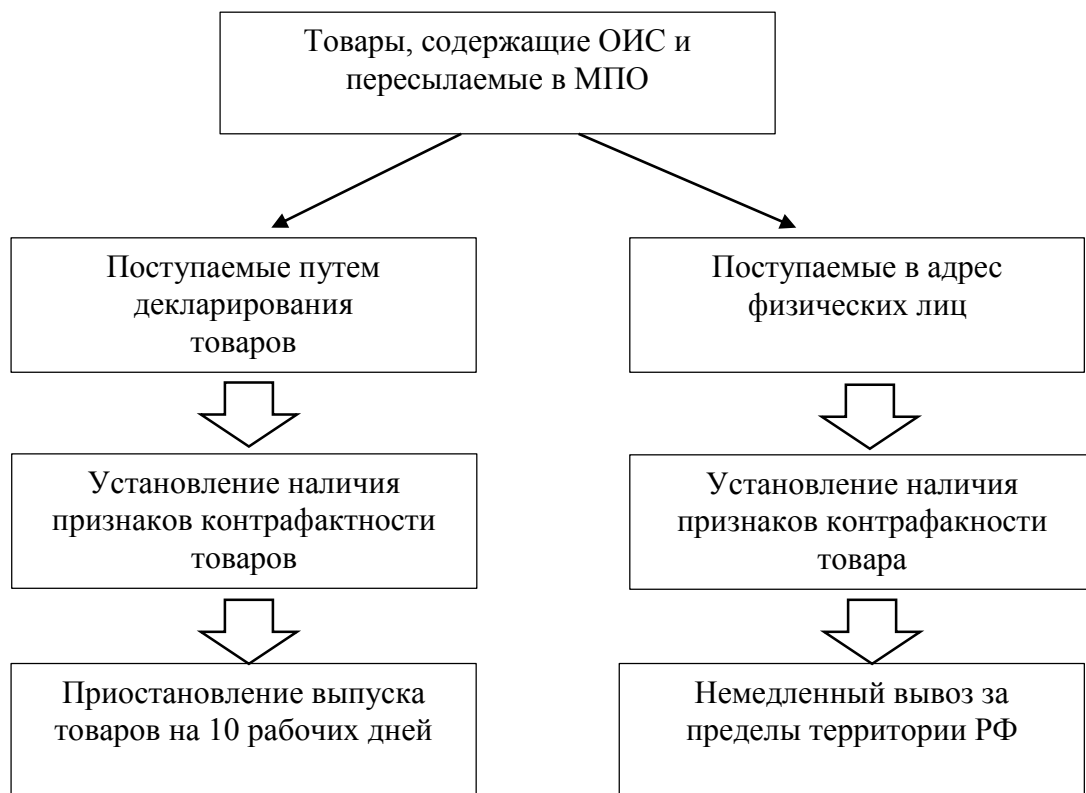 Товары, содержащие ОИС и
пересылаемые в МПО
Поступаемые путем
декларирования
товаров
Поступаемые в адрес
физических лиц
Установление наличия
признаков контрафактности
товаров
Установление наличия
признаков контрафакности
товара
Приостановление выпуска
товаров на 10 рабочих дней
Немедленный вывоз за
пределы территории РФ